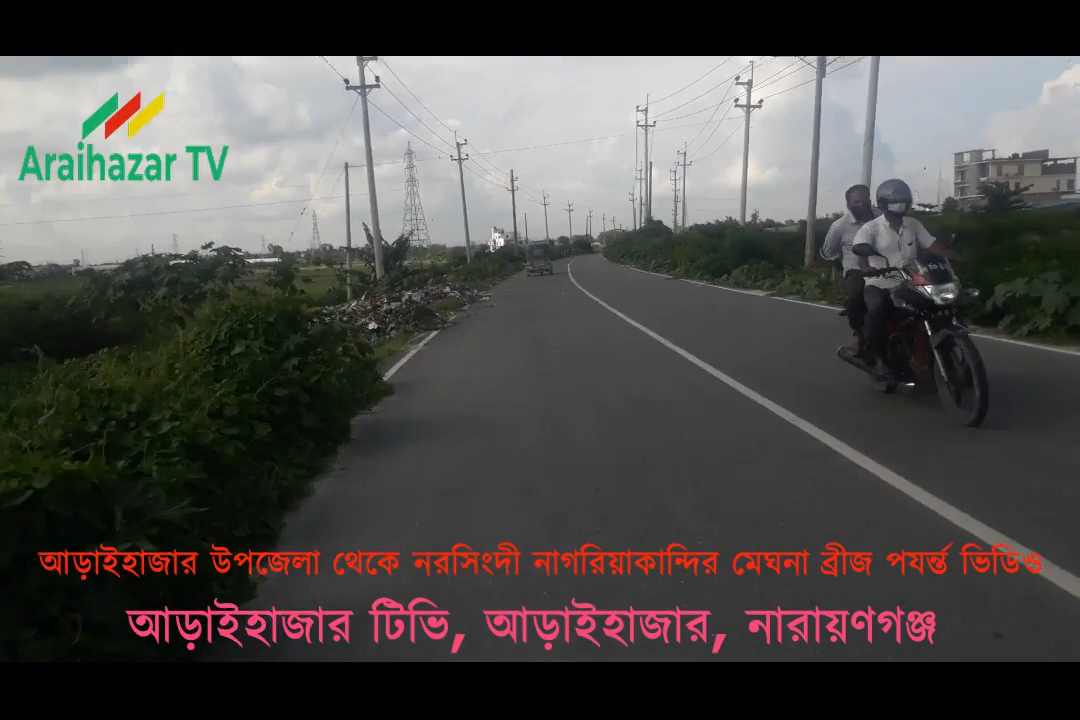 Araihazar TV
আড়াইহাজার উপজেলা থেকে নরসিংদী নাগরিয়াকান্দির মেঘনা ব্রীজ পযর্ন্ত ভিডিও
আড়াইহাজার টিভি, আড়াইহাজার, নারায়ণগঞ্জ